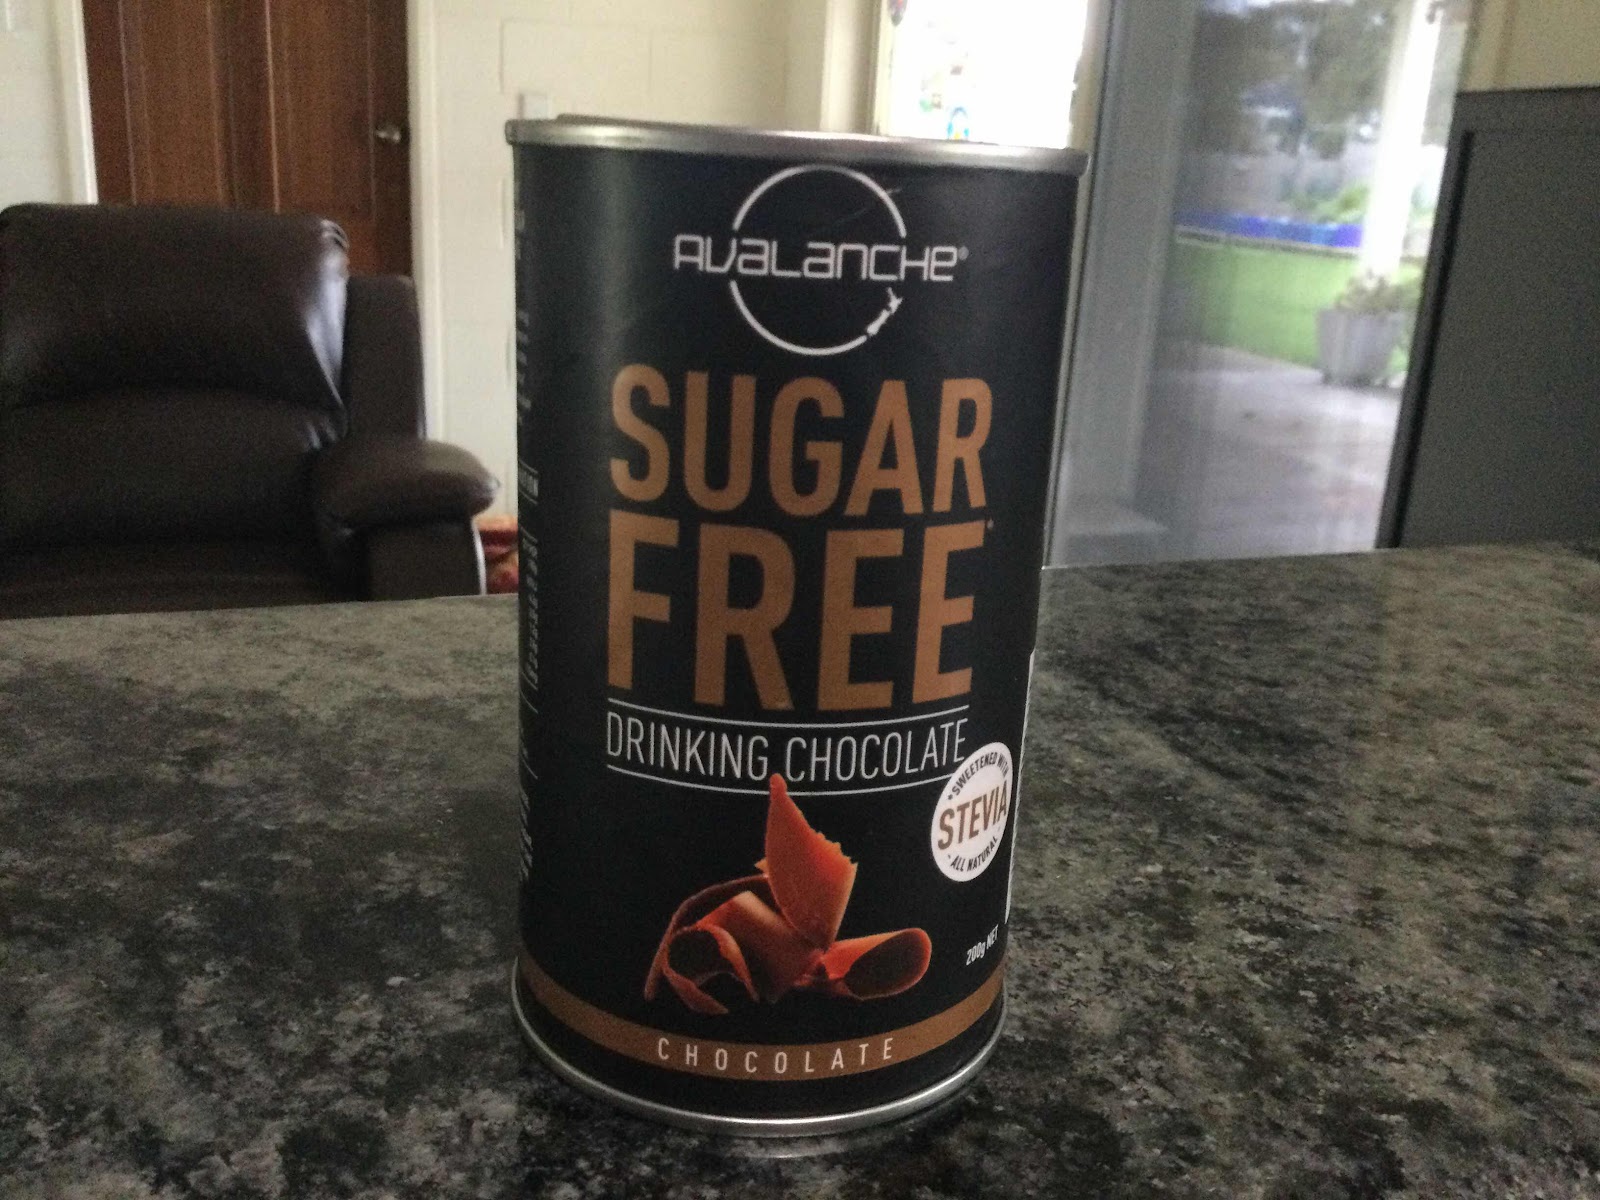 AVALANCHE®
SUGAR
FREE*
DRINKING CHOCOLATE
*SWEETENED WITH
STEVIA
- ALL NATURAL -
200g NET
CHOCOLATE